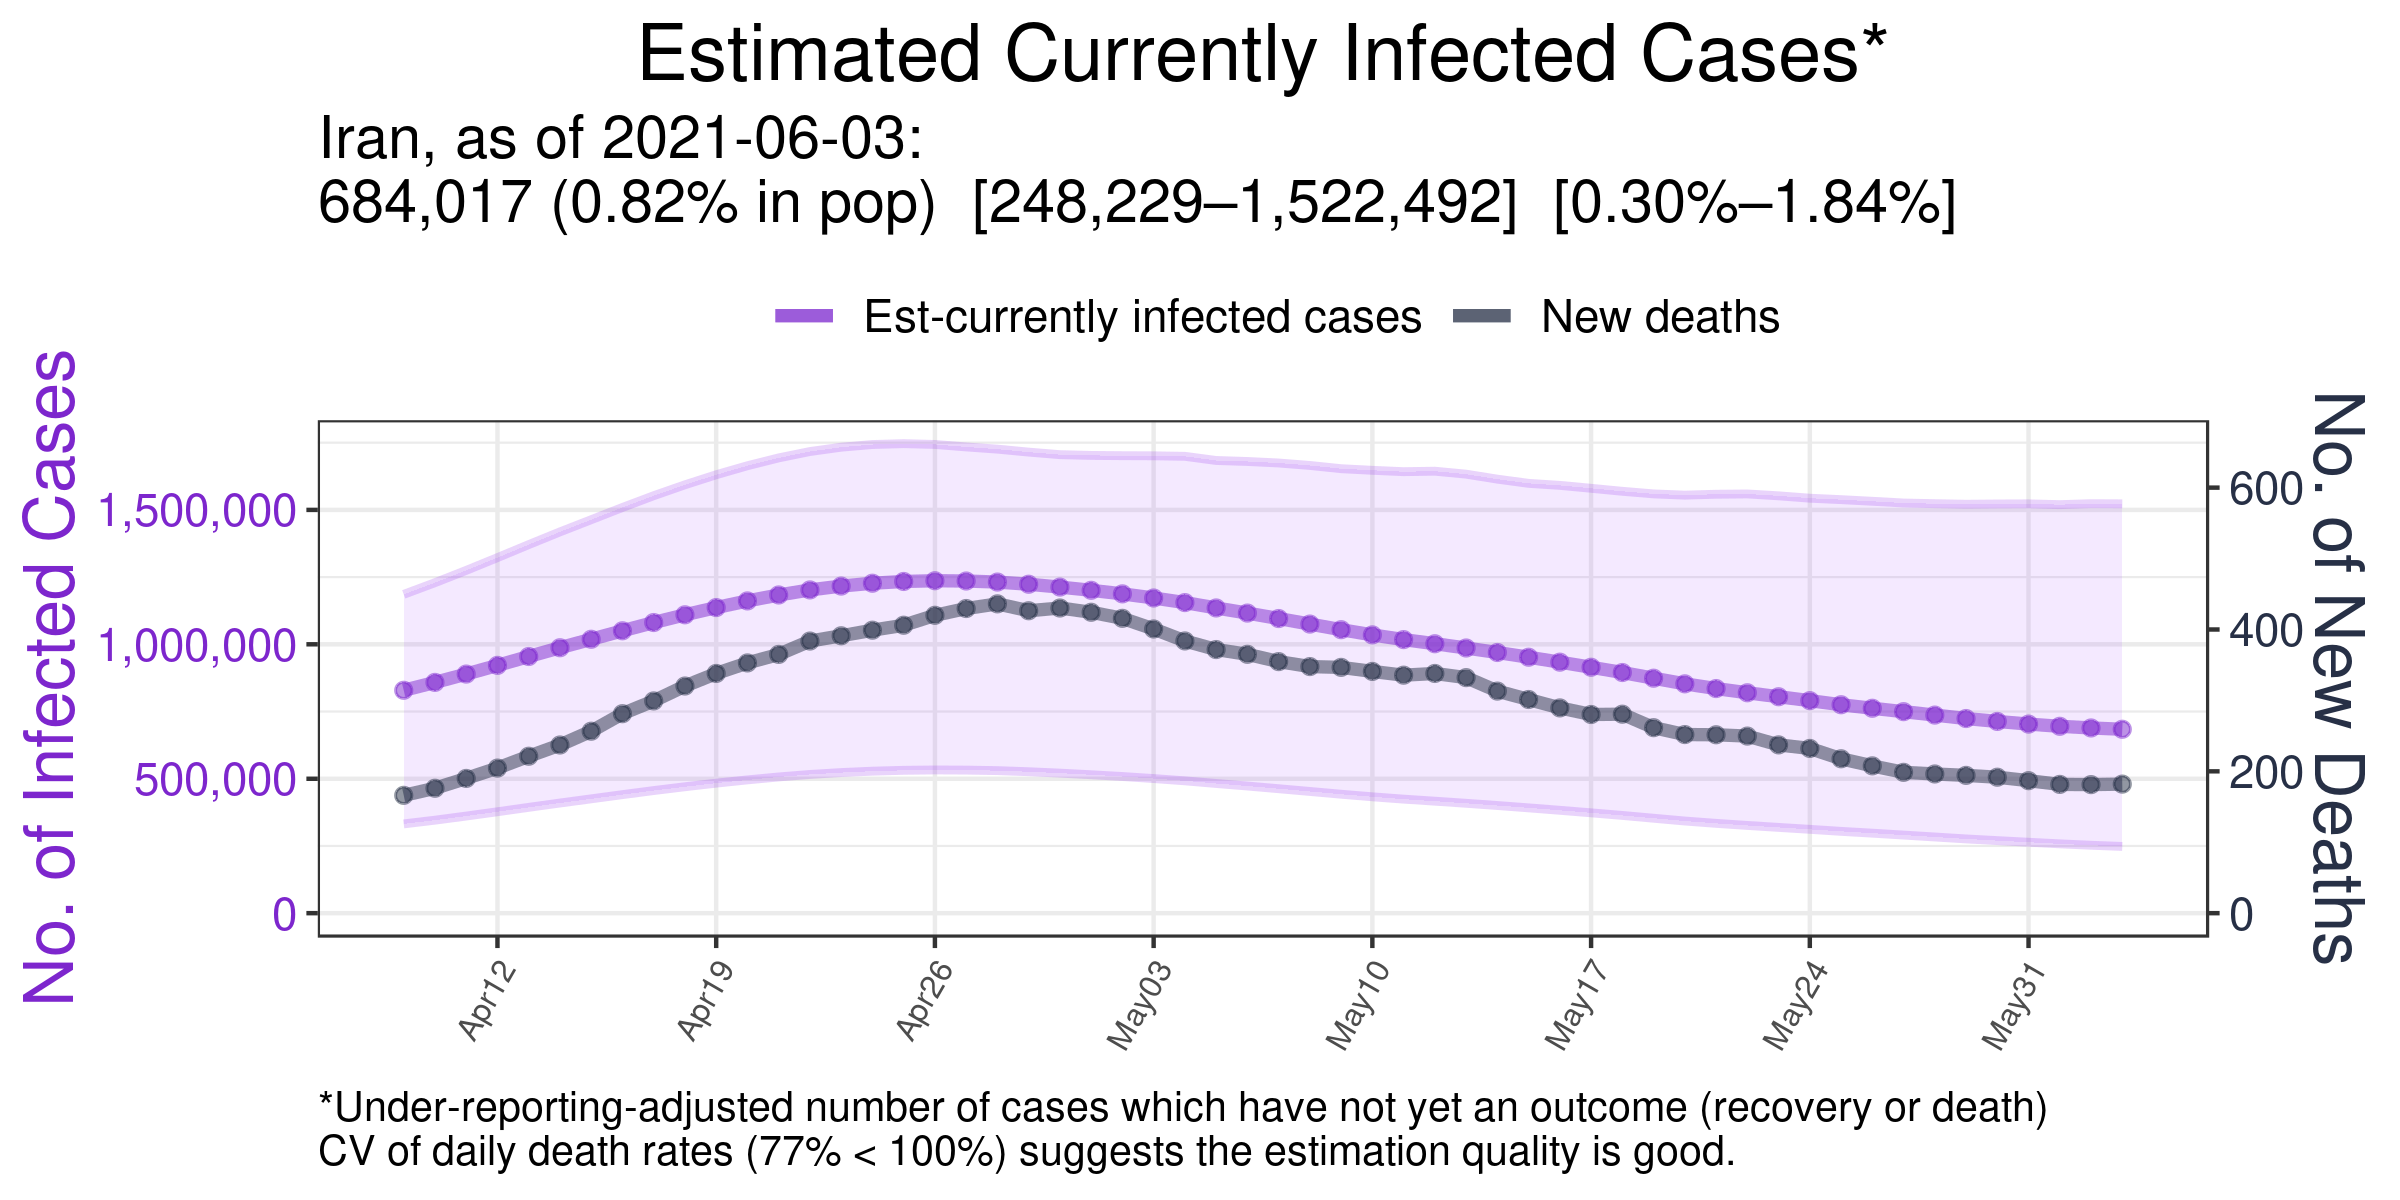 Estimated Currently Infected Cases*
Iran, as of 2021-06-03:
684,017 (0.82% in pop) [248,229–1,522,492] [0.30%–1.84%]
Est-currently infected cases
New deaths
No. of Infected Cases
1,500,000
1,000,000
500,000
0
No. of New Deaths
600
400
200
0
Apr12
Apr19
Apr26
May03
May10
May17
May24
May31
*Under-reporting-adjusted number of cases which have not yet an outcome (recovery or death)
CV of daily death rates (77% < 100%) suggests the estimation quality is good.